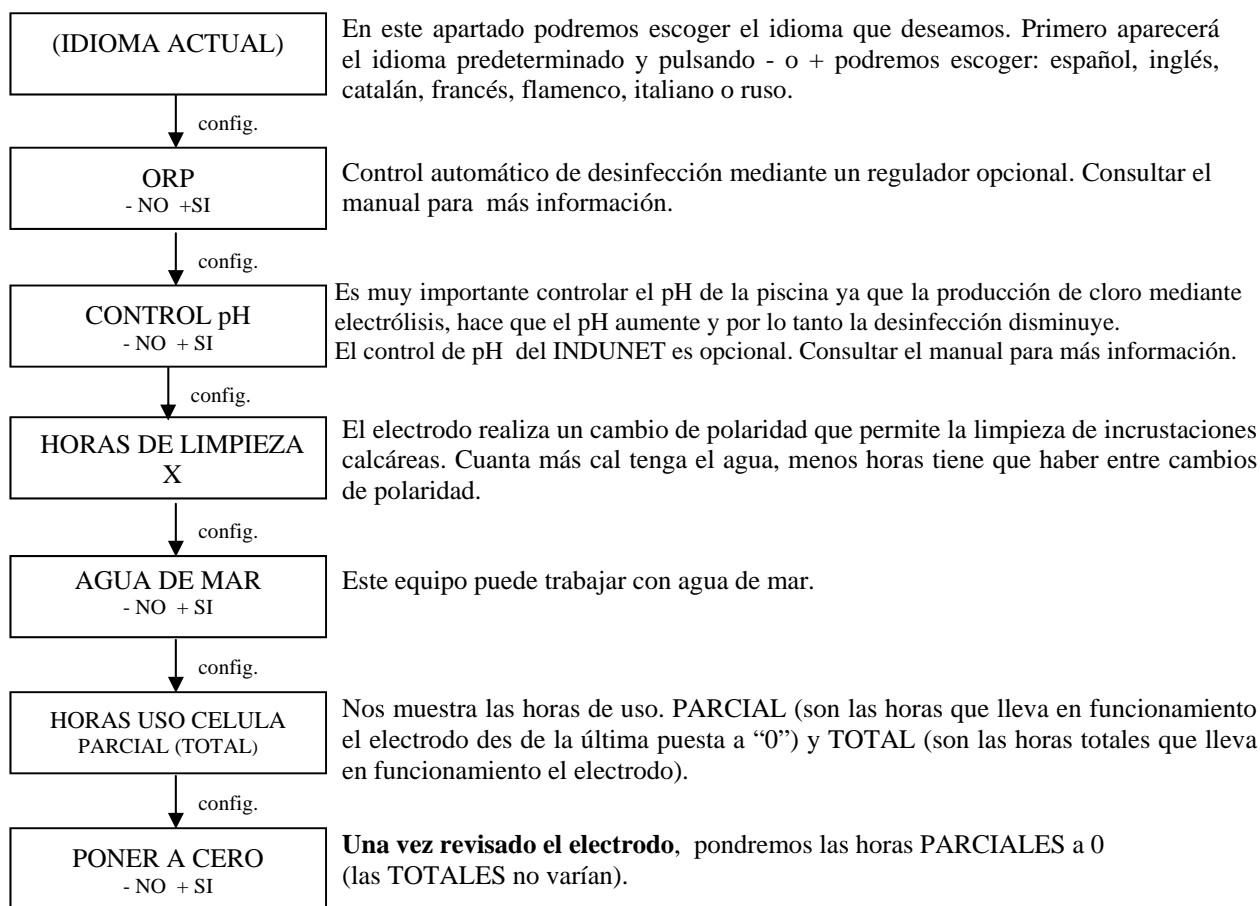 (IDIOMA ACTUAL)
En este apartado podremos escoger el idioma que deseamos. Primero aparecerá
el idioma predeterminado y pulsando - o + podremos escoger: español, inglés,
catalán, francés, flamenco, italiano o ruso.
config.
ORP
- NO +SI
Control automático de desinfección mediante un regulador opcional. Consultar el
manual para más información.
config.
CONTROL pH
- NO + SI
Es muy importante controlar el pH de la piscina ya que la producción de cloro mediante
electrólisis, hace que el pH aumente y por lo tanto la desinfección disminuye.
El control de pH del INDUNET es opcional. Consultar el manual para más información.
config.
HORAS DE LIMPIEZA
X
El electrodo realiza un cambio de polaridad que permite la limpieza de incrustaciones
calcáreas. Cuanta más cal tenga el agua, menos horas tiene que haber entre cambios
de polaridad.
config.
AGUA DE MAR
- NO + SI
Este equipo puede trabajar con agua de mar.
config.
HORAS USO CELULA
PARCIAL (TOTAL)
Nos muestra las horas de uso. PARCIAL (son las horas que lleva en funcionamiento
el electrodo des de la última puesta a “0”) y TOTAL (son las horas totales que lleva
en funcionamiento el electrodo).
config.
PONER A CERO
- NO + SI
Una vez revisado el electrodo, pondremos las horas PARCIALES a 0
(las TOTALES no varían).